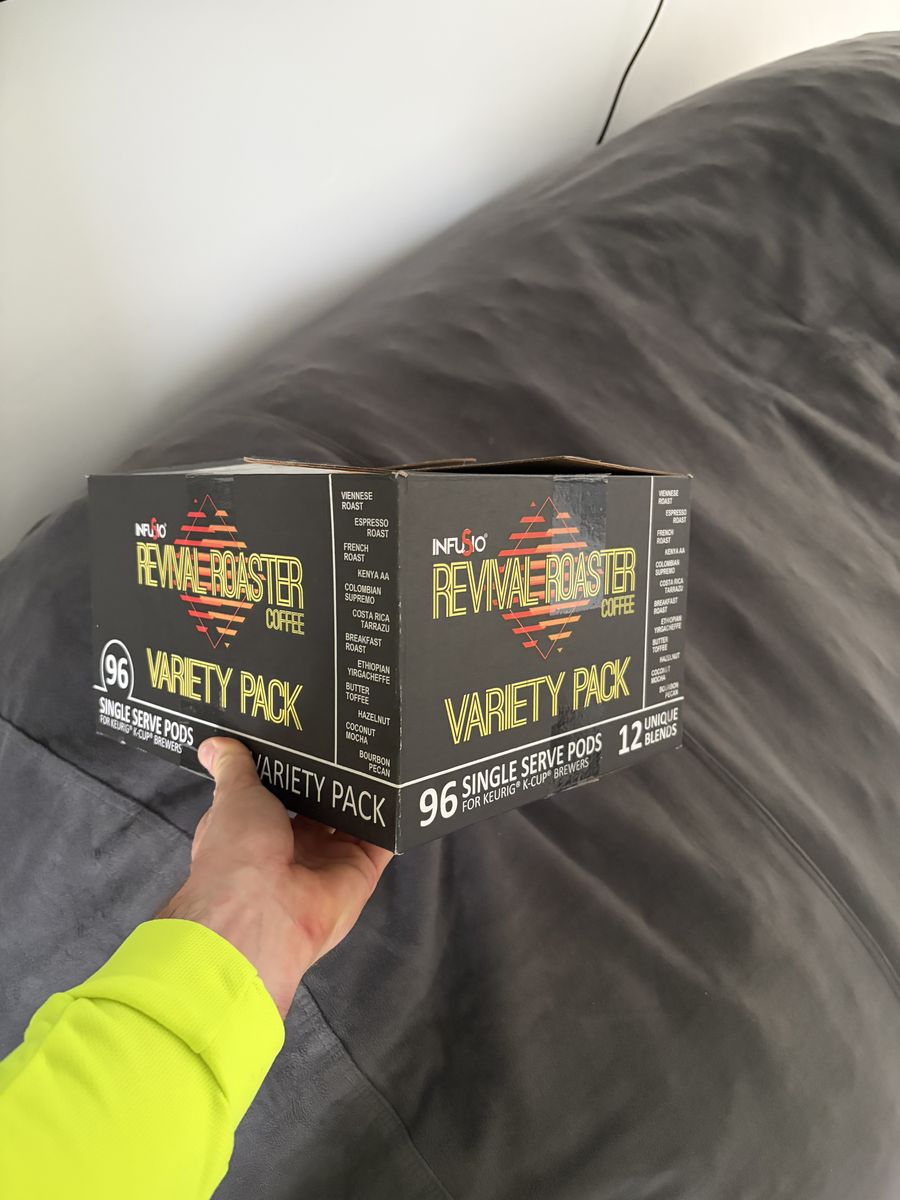 INFUSIO®
REVIVAL ROASTER
COFFEE
VARIETY PACK
96
SINGLE SERVE PODS
FOR KEURIG® K-CUP® BREWERS
VIENNESE
ROAST
ESPRESSO
ROAST
FRENCH
ROAST
KENYA AA
COLOMBIAN
SUPREMO
COSTA RICA
TARRAZU
BREAKFAST
ROAST
ETHIOPIAN
YIRGACHEFFE
BUTTER
TOFFEE
HAZELNUT
COCONUT
MOCHA
BOURBON
PECAN
VARIETY PACK
INFUSIO®
REVIVAL ROASTER
COFFEE
VARIETY PACK
96 SINGLE SERVE PODS
FOR KEURIG® K-CUP® BREWERS
12 UNIQUE
BLENDS
VIENNESE
ROAST
ESPRESSO
ROAST
FRENCH
ROAST
KENYA AA
COLOMBIAN
SUPREMO
COSTA RICA
TARRAZU
BREAKFAST
ROAST
ETHIOPIAN
YIRGACHEFFE
BUTTER
TOFFEE
HAZELNUT
COCONUT
MOCHA
BOURBON
PECAN